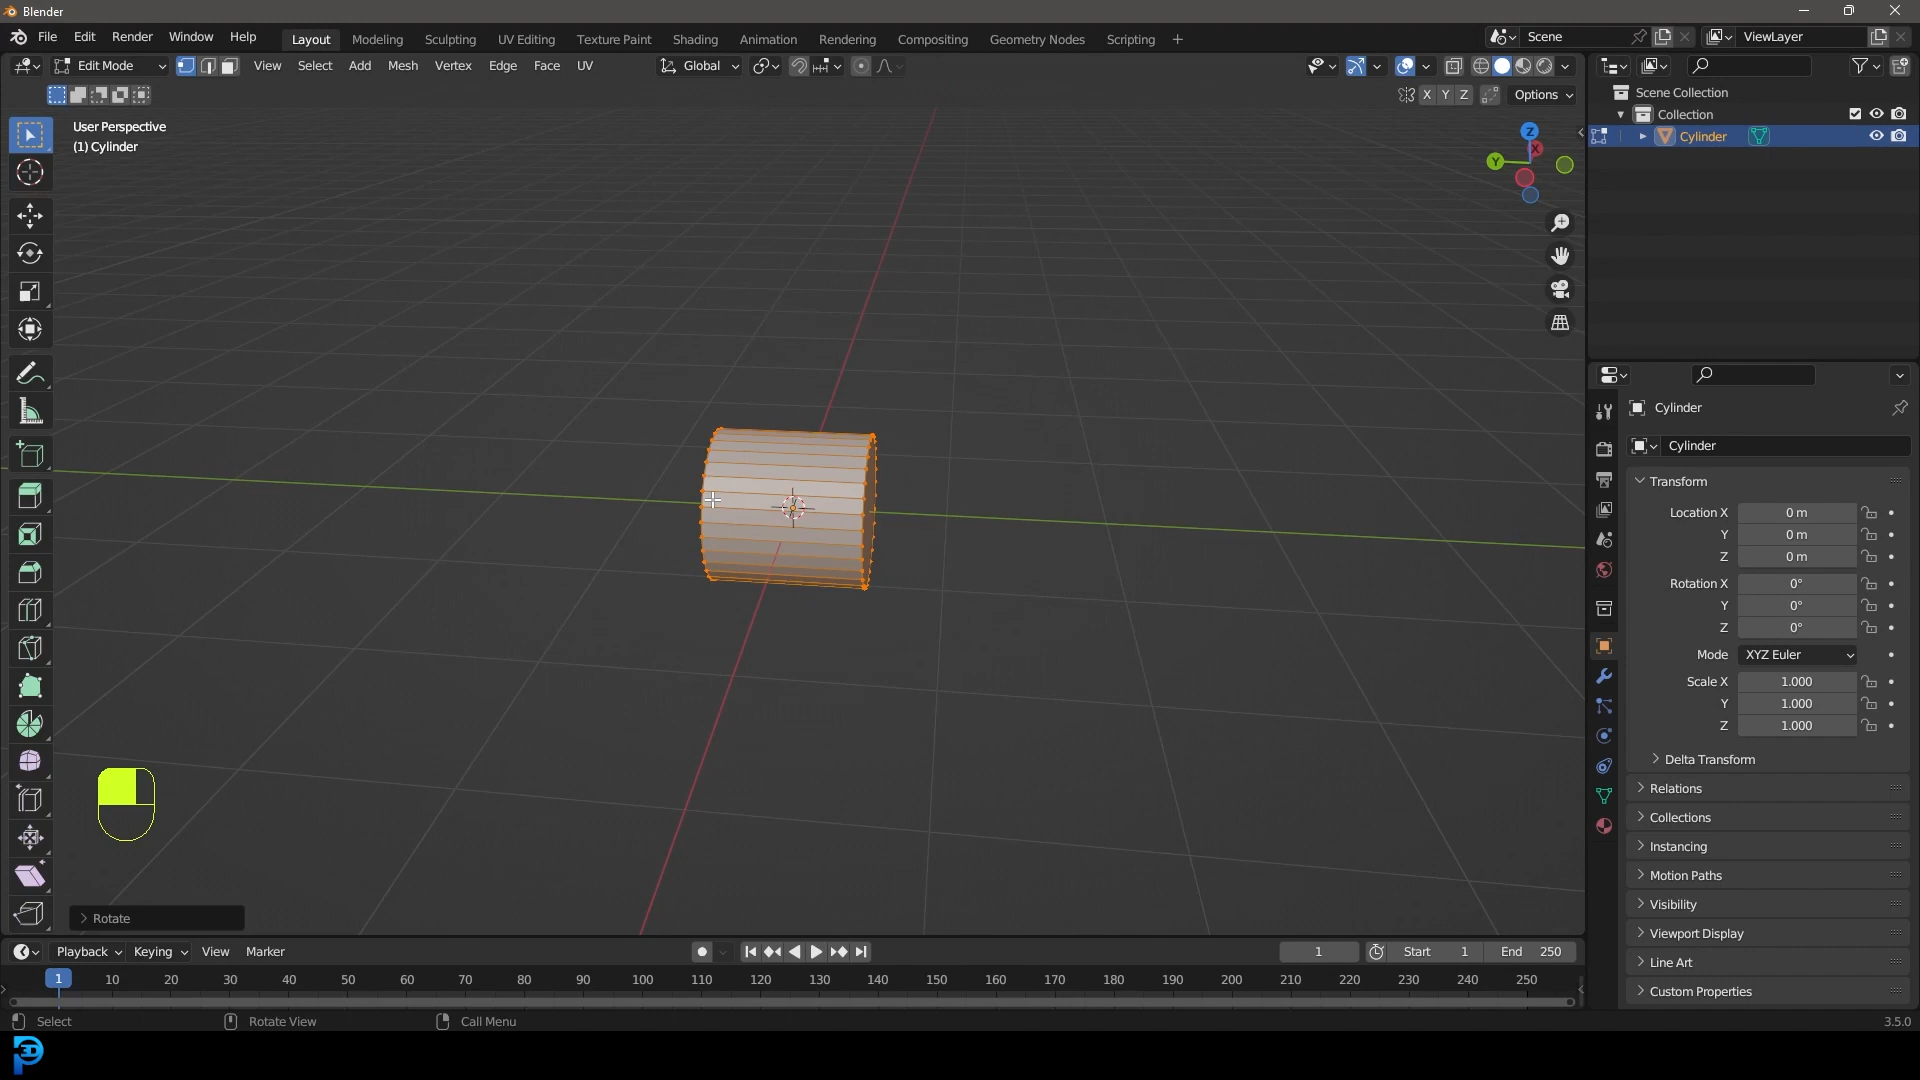 Blender
File Edit Render Window Help Layout Modeling Sculpting UV Editing Texture Paint Shading Animation Rendering Compositing Geometry Nodes Scripting + Scene ViewLayer
Edit Mode View Select Add Mesh Vertex Edge Face UV Global
X Y Z Options
User Perspective
(1) Cylinder
Z
X
Y
Scene Collection
Collection
Cylinder
Cylinder
Cylinder
Transform
Location X 0 m
Y 0 m
Z 0 m
Rotation X 0°
Y 0°
Z 0°
Mode XYZ Euler
Scale X 1.000
Y 1.000
Z 1.000
Delta Transform
Relations
Collections
Instancing
Motion Paths
Visibility
Viewport Display
Line Art
Custom Properties
Rotate
Playback Keying View Marker 1 Start 1 End 250
1 10 20 30 40 50 60 70 80 90 100 110 120 130 140 150 160 170 180 190 200 210 220 230 240 250
Select Rotate View Call Menu 3.5.0